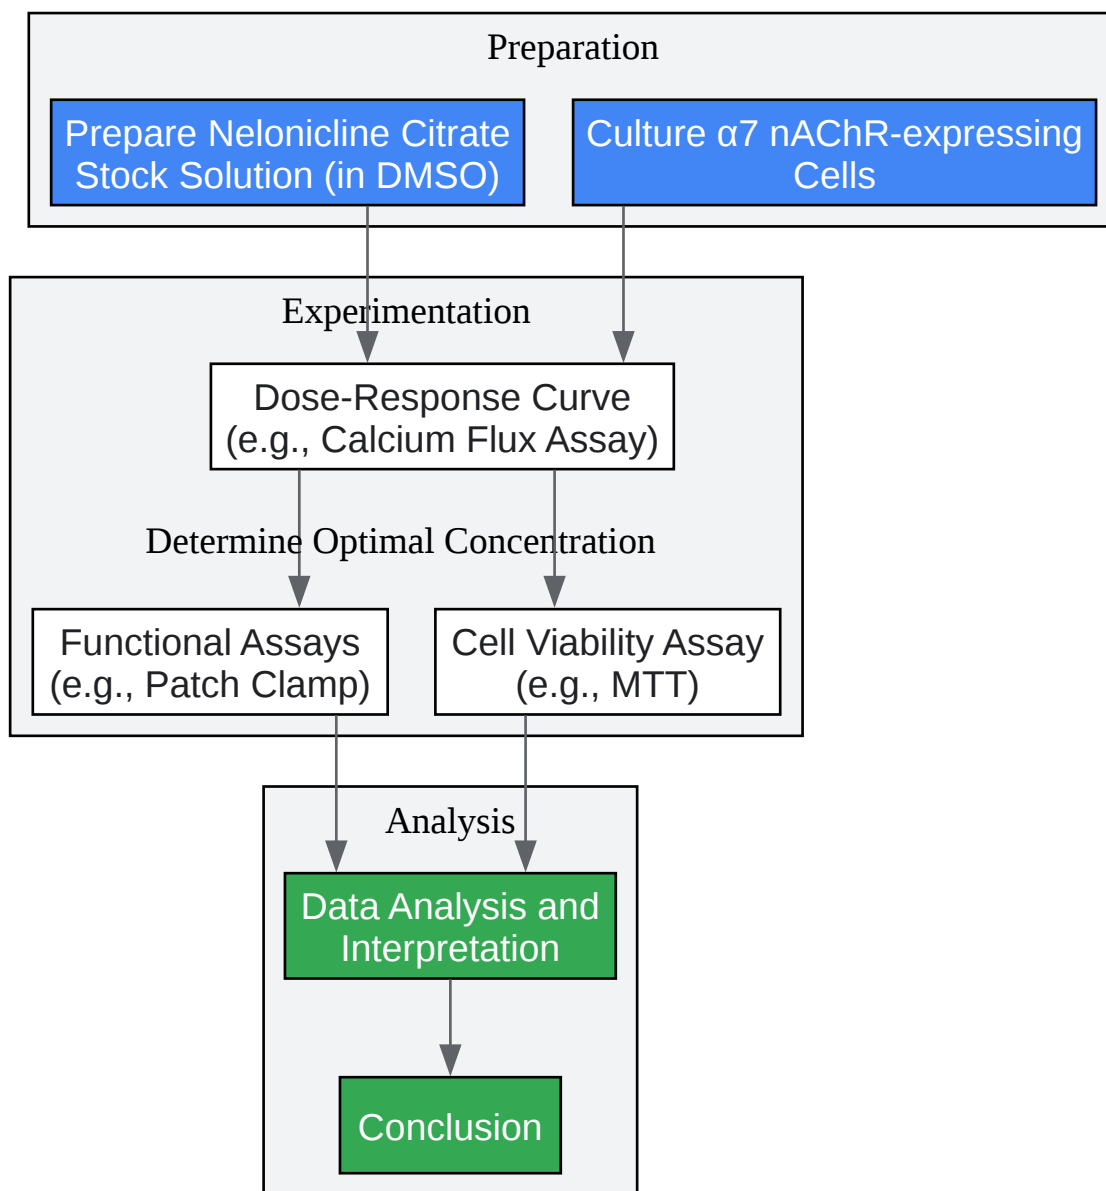 Preparation
Prepare Nelonicline Citrate
Stock Solution (in DMSO)
Culture α7 nAChR-expressing
Cells
Experimentation
Dose-Response Curve
(e.g., Calcium Flux Assay)
Determine Optimal Concentration
Functional Assays
(e.g., Patch Clamp)
Cell Viability Assay
(e.g., MTT)
Analysis
Data Analysis and
Interpretation
Conclusion